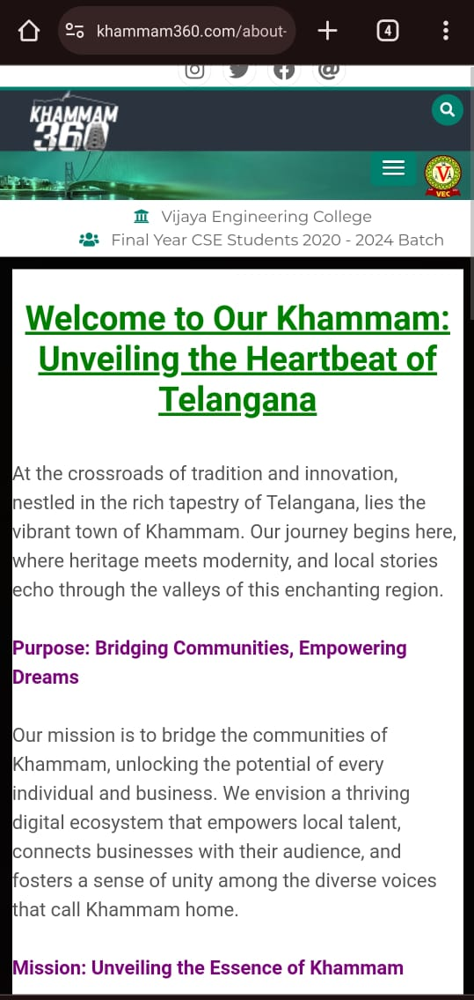 khammam360.com/about-
4
KHAMMAM
360
VEC
Vijaya Engineering College
Final Year CSE Students 2020 - 2024 Batch
Welcome to Our Khammam:
Unveiling the Heartbeat of
Telangana
At the crossroads of tradition and innovation,
nestled in the rich tapestry of Telangana, lies the
vibrant town of Khammam. Our journey begins here,
where heritage meets modernity, and local stories
echo through the valleys of this enchanting region.
Purpose: Bridging Communities, Empowering
Dreams
Our mission is to bridge the communities of
Khammam, unlocking the potential of every
individual and business. We envision a thriving
digital ecosystem that empowers local talent,
connects businesses with their audience, and
fosters a sense of unity among the diverse voices
that call Khammam home.
Mission: Unveiling the Essence of Khammam